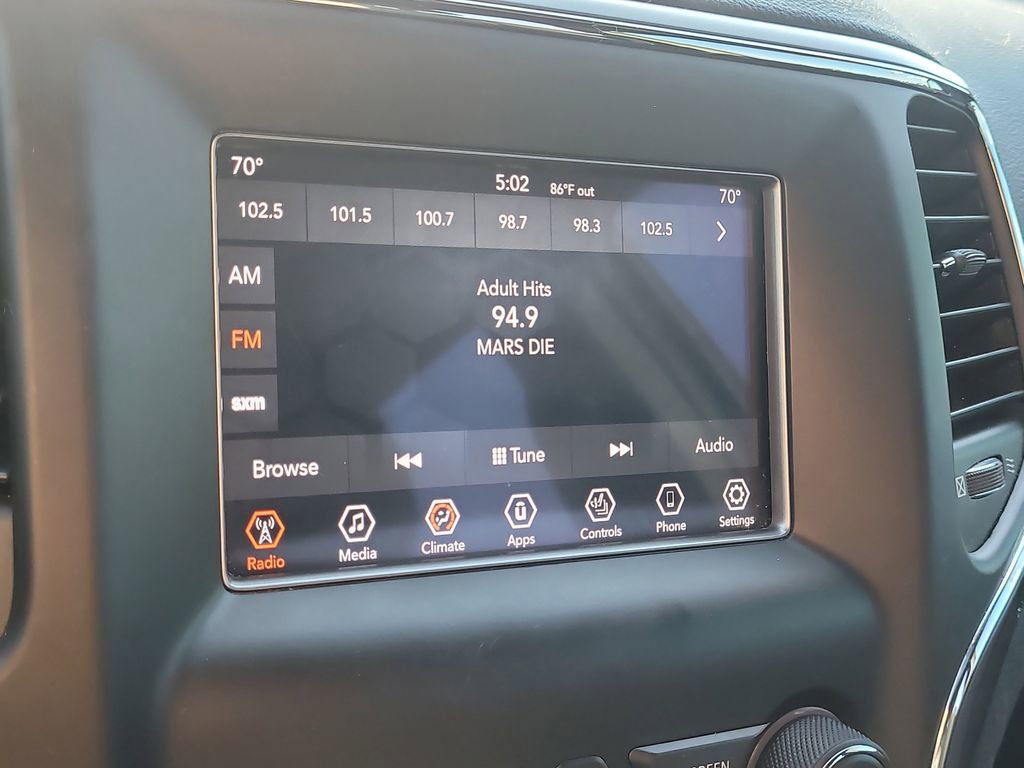 70°
5:02 86°F out 70°
102.5 101.5 100.7 98.7 98.3 102.5
AM
Adult Hits
94.9
MARS DIE
FM
sxm
Browse Tune Audio
Radio Media Climate Apps Controls Phone Settings